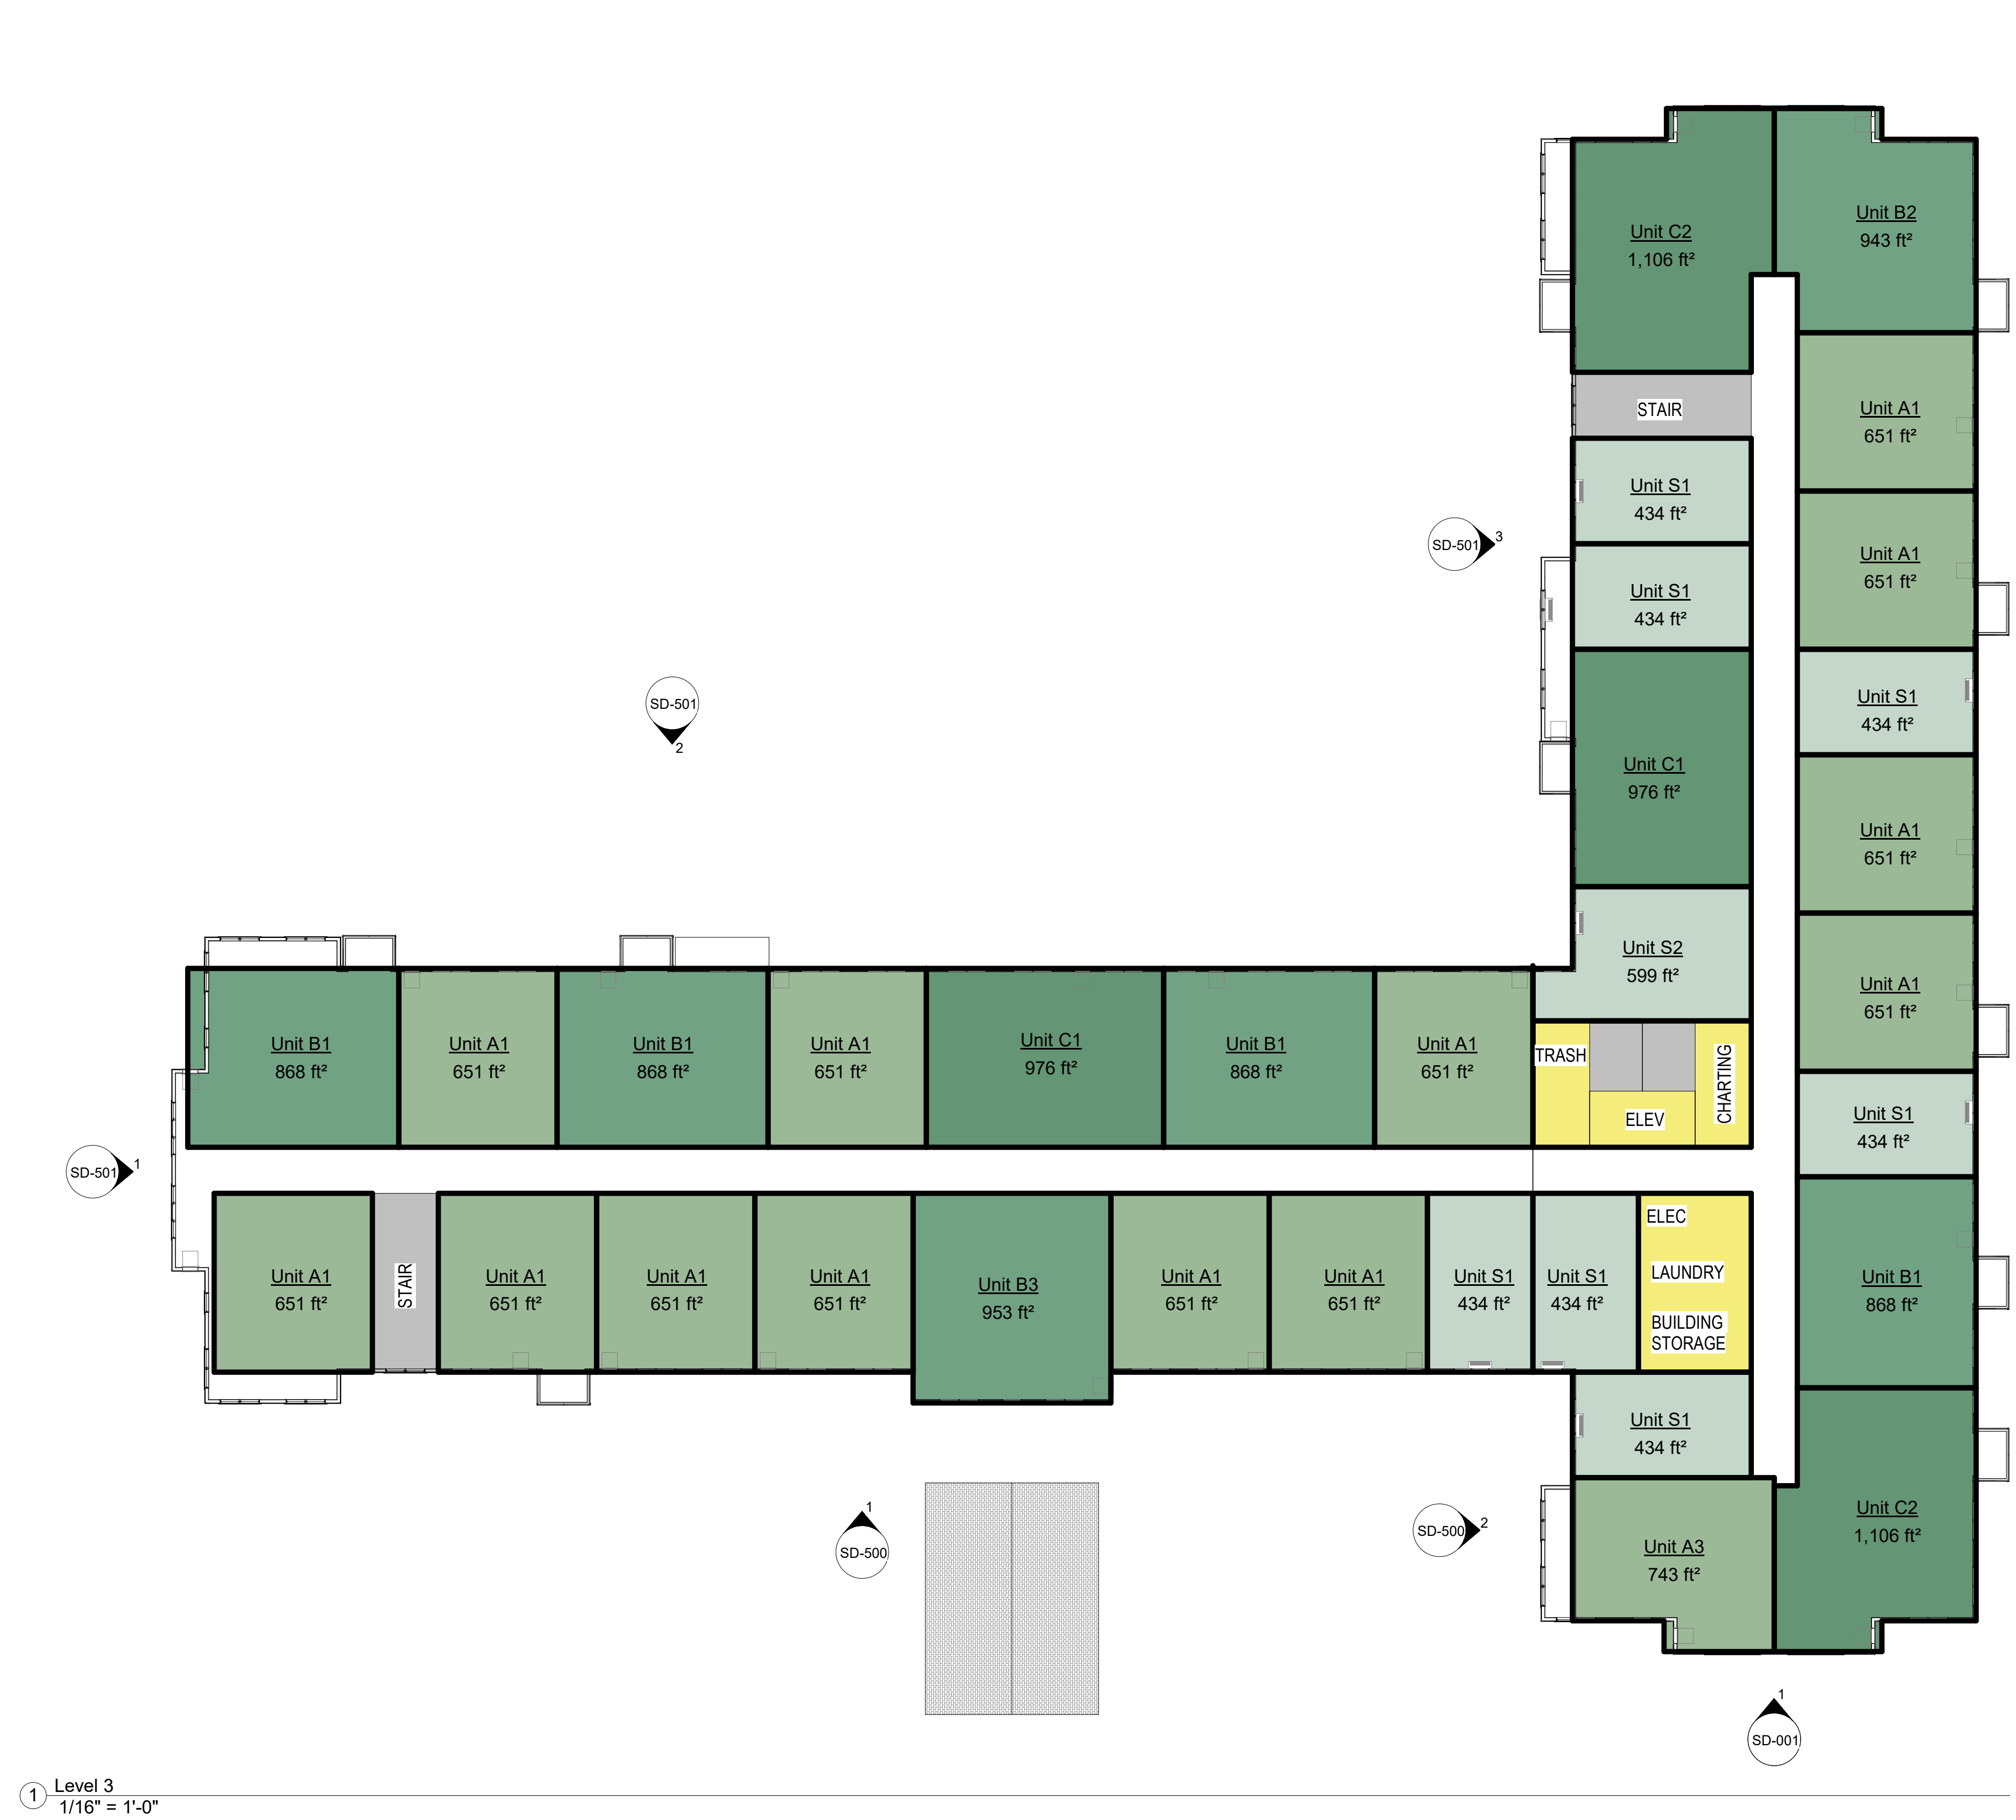 Unit C2
1,106 ft²
Unit B2
943 ft²
STAIR
Unit A1
651 ft²
Unit S1
434 ft²
SD-501
3
Unit A1
651 ft²
Unit S1
434 ft²
Unit S1
434 ft²
SD-501
2
Unit C1
976 ft²
Unit A1
651 ft²
Unit S2
599 ft²
Unit A1
651 ft²
Unit B1
868 ft²
Unit A1
651 ft²
Unit B1
868 ft²
Unit A1
651 ft²
Unit C1
976 ft²
Unit B1
868 ft²
Unit A1
651 ft²
TRASH
ELEV
CHARTING
Unit S1
434 ft²
SD-501
1
Unit A1
651 ft²
STAIR
Unit A1
651 ft²
Unit A1
651 ft²
Unit A1
651 ft²
Unit B3
953 ft²
Unit A1
651 ft²
Unit A1
651 ft²
Unit S1
434 ft²
Unit S1
434 ft²
ELEC
LAUNDRY
BUILDING
STORAGE
Unit B1
868 ft²
Unit S1
434 ft²
1
SD-500
SD-500
2
Unit A3
743 ft²
Unit C2
1,106 ft²
1
SD-001
1
Level 3
1/16" = 1'-0"